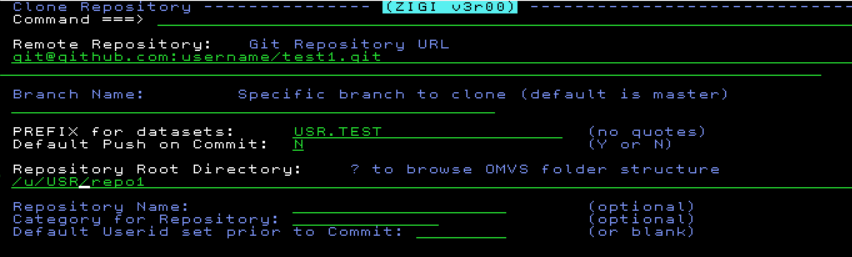 Clone Repository --------------- (ZIGI v3r00) -----------------------------
Command ===>
Remote Repository: Git Repository URL
git@github.com:username/test1.git
Branch Name: Specific branch to clone (default is master)
PREFIX for datasets: USR.TEST (no quotes)
Default Push on Commit: N (Y or N)
Repository Root Directory: ? to browse OMVS folder structure
/u/USR/repo1
Repository Name: (optional)
Category for Repository: (optional)
Default Userid set prior to Commit: (or blank)